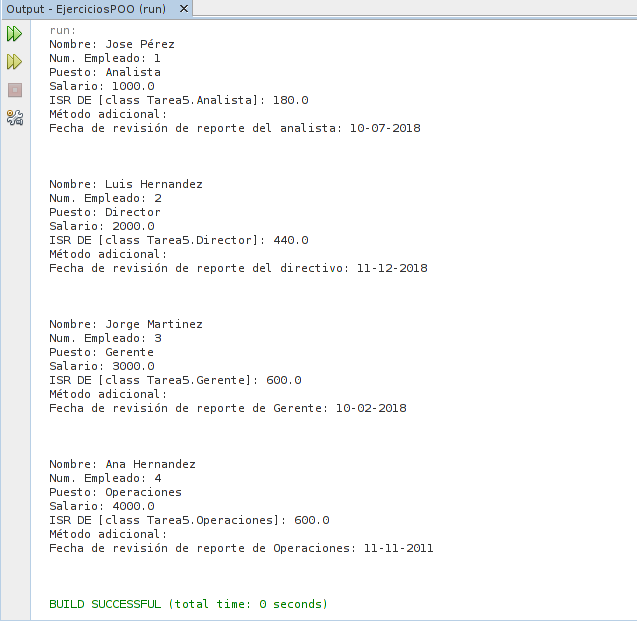 Output - EjerciciosPOO (run)
run:
Nombre: Jose Pérez
Num. Empleado: 1
Puesto: Analista
Salario: 1000.0
ISR DE [class Tarea5.Analista]: 180.0
Método adicional:
Fecha de revisión de reporte del analista: 10-07-2018
Nombre: Luis Hernandez
Num. Empleado: 2
Puesto: Director
Salario: 2000.0
ISR DE [class Tarea5.Director]: 440.0
Método adicional:
Fecha de revisión de reporte del directivo: 11-12-2018
Nombre: Jorge Martinez
Num. Empleado: 3
Puesto: Gerente
Salario: 3000.0
ISR DE [class Tarea5.Gerente]: 600.0
Método adicional:
Fecha de revisión de reporte de Gerente: 10-02-2018
Nombre: Ana Hernandez
Num. Empleado: 4
Puesto: Operaciones
Salario: 4000.0
ISR DE [class Tarea5.Operaciones]: 600.0
Método adicional:
Fecha de revisión de reporte de Operaciones: 11-11-2011
BUILD SUCCESSFUL (total time: 0 seconds)